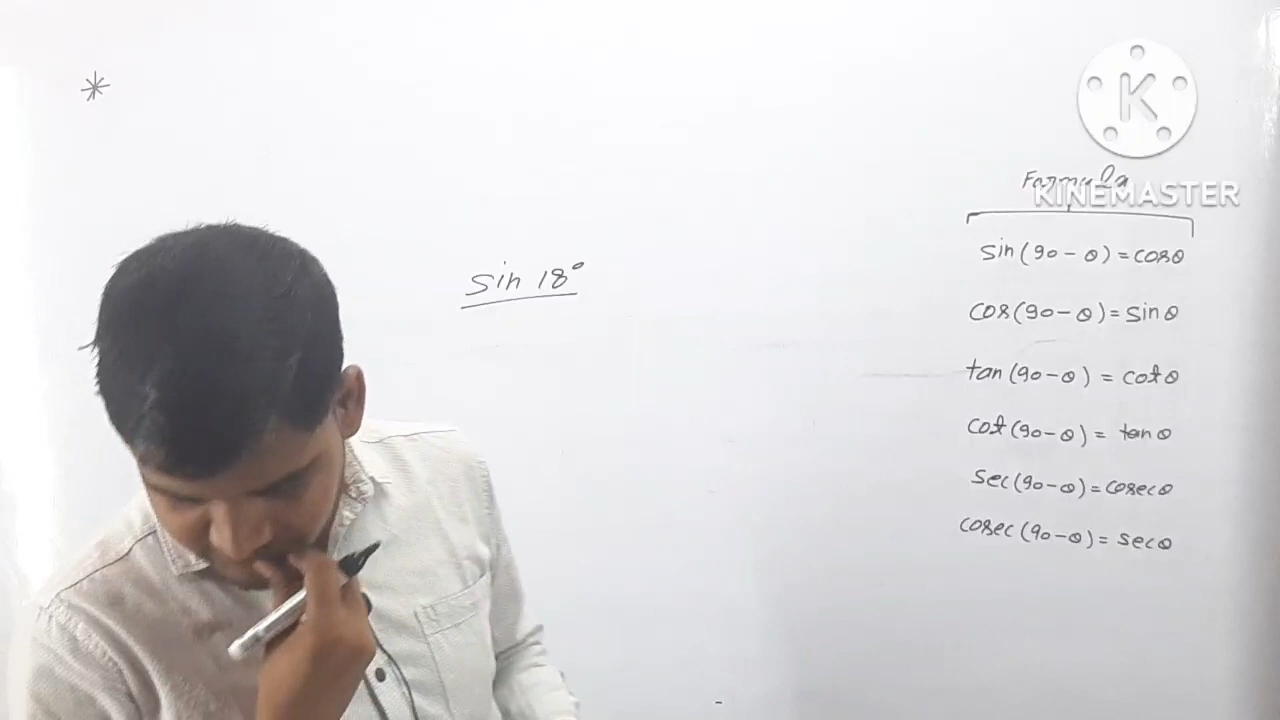 *
K
KINEMASTER
Formula
sin 18°
sin(90-θ)=cosθ
cos(90-θ)=sinθ
tan(90-θ)=cotθ
cot(90-θ)=tanθ
sec(90-θ)=cosecθ
cosec(90-θ)=secθ